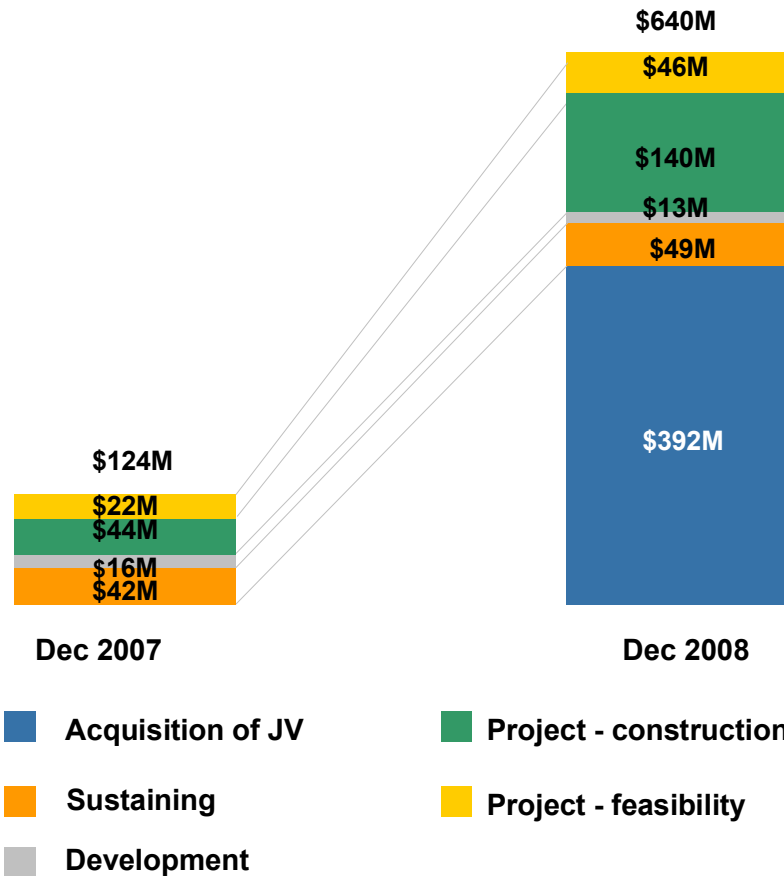 $640M
$46M
$140M
$13M
$49M
$392M
$124M
$22M
$44M
$16M
$42M
Dec 2007
Dec 2008
Acquisition of JV
Project - construction
Sustaining
Project - feasibility
Development